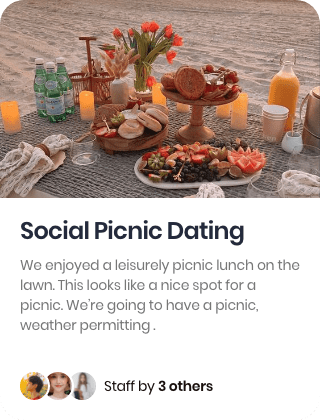 Social Picnic Dating
We enjoyed a leisurely picnic lunch on the
lawn. This looks like a nice spot for a
picnic. We're going to have a picnic,
weather permitting .
Staff by 3 others